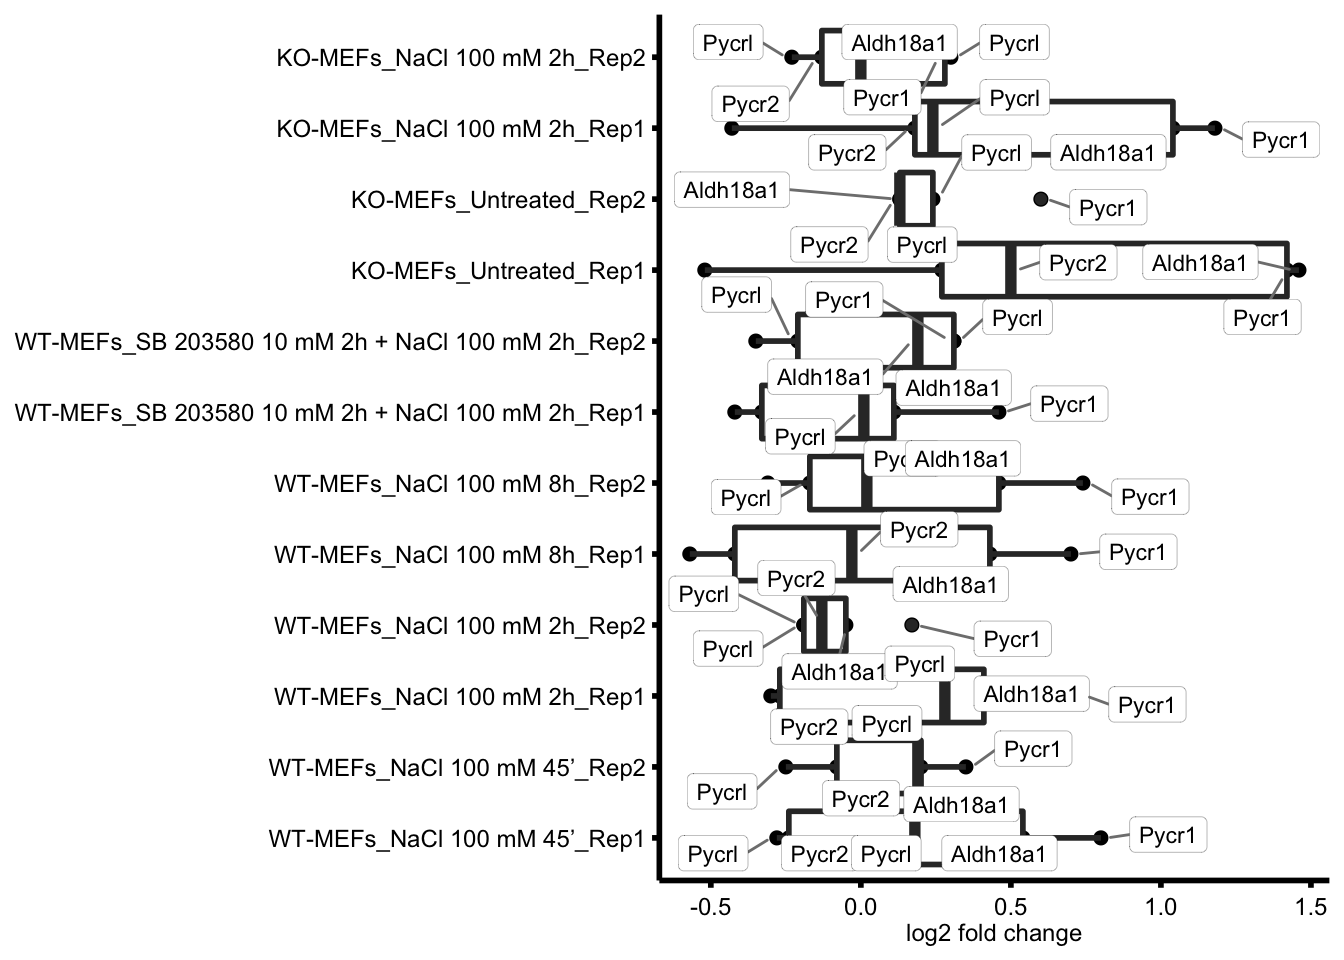 KO-MEFs_NaCl 100 mM 2h_Rep2
Pycrl
Aldh18a1
Pycrl
Pycr2
Pycr1
KO-MEFs_NaCl 100 mM 2h_Rep1
Pycrl
Pycr2
Aldh18a1
Pycr1
KO-MEFs_Untreated_Rep2
Pycrl
Aldh18a1
Pycr1
Pycr2
KO-MEFs_Untreated_Rep1
Pycrl
Pycr2
Aldh18a1
Pycr1
WT-MEFs_SB 203580 10 mM 2h + NaCl 100 mM 2h_Rep2
Pycrl
Pycr1
Pycrl
Aldh18a1
WT-MEFs_SB 203580 10 mM 2h + NaCl 100 mM 2h_Rep1
Aldh18a1
Pycr1
Pycrl
WT-MEFs_NaCl 100 mM 8h_Rep2
Aldh18a1
Pycrl
Pycr1
WT-MEFs_NaCl 100 mM 8h_Rep1
Pycr2
Pycr1
Aldh18a1
WT-MEFs_NaCl 100 mM 2h_Rep2
Pycr2
Pycrl
Pycr1
Pycrl
WT-MEFs_NaCl 100 mM 2h_Rep1
Aldh18a1
Pycrl
Aldh18a1
Pycr1
Pycr2
Pycrl
WT-MEFs_NaCl 100 mM 45’_Rep2
Pycr1
Pycrl
Pycr2
Aldh18a1
WT-MEFs_NaCl 100 mM 45’_Rep1
Pycrl
Pycr2
Pycrl
Aldh18a1
Pycr1
-0.5 0.0 0.5 1.0 1.5
log2 fold change